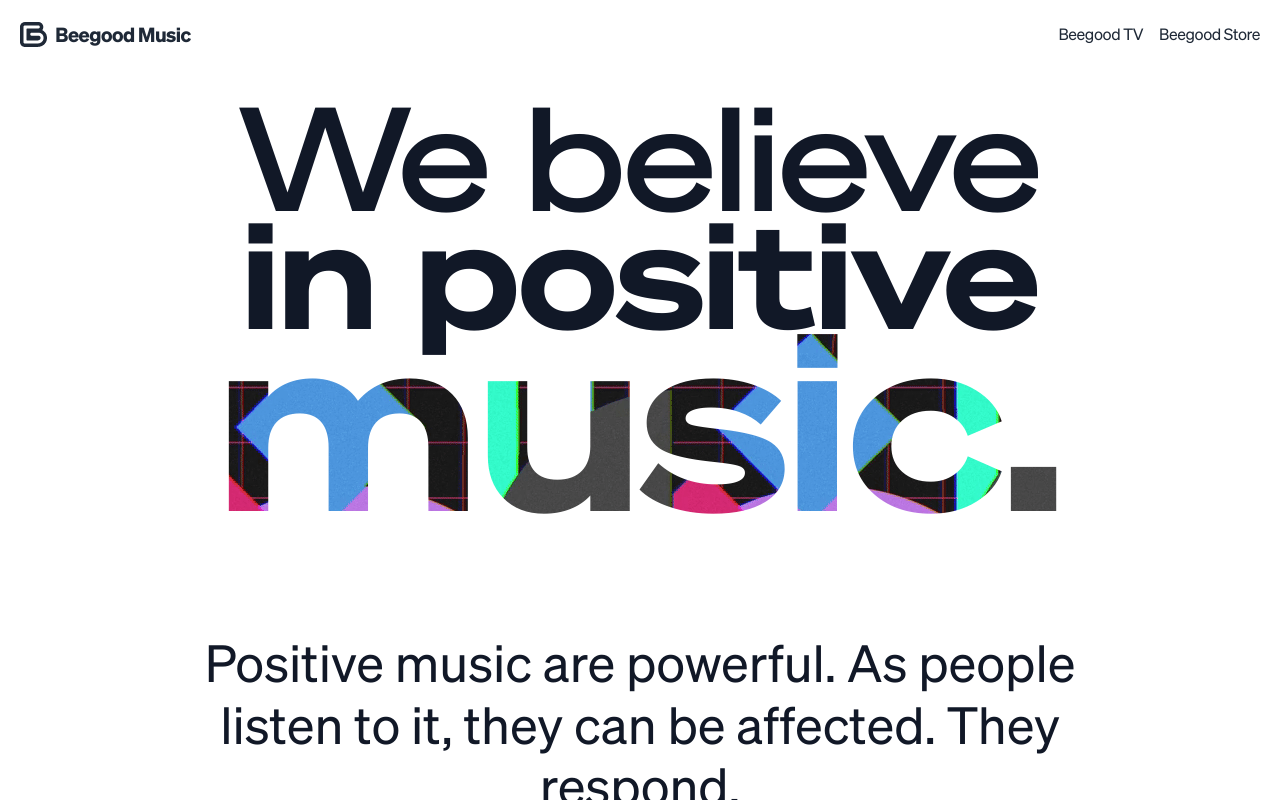 Beegood Music
Beegood TV
Beegood Store
We believe
in positive
music.
Positive music are powerful. As people
listen to it, they can be affected. They
respond.